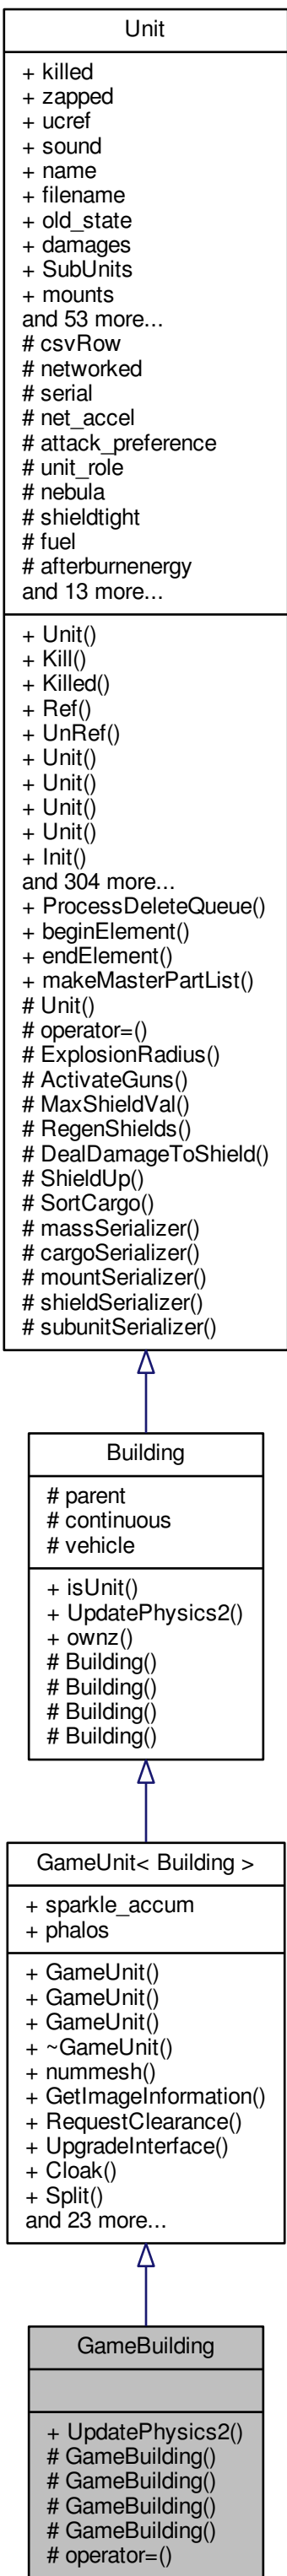 Unit
+ killed
+ zapped
+ ucref
+ sound
+ name
+ filename
+ old_state
+ damages
+ SubUnits
+ mounts
and 53 more...
# csvRow
# networked
# serial
# net_accel
# attack_preference
# unit_role
# nebula
# shieldtight
# fuel
# afterburnenergy
and 13 more...
+ Unit()
+ Kill()
+ Killed()
+ Ref()
+ UnRef()
+ Unit()
+ Unit()
+ Unit()
+ Unit()
+ Init()
and 304 more...
+ ProcessDeleteQueue()
+ beginElement()
+ endElement()
+ makeMasterPartList()
# Unit()
# operator=()
# ExplosionRadius()
# ActivateGuns()
# MaxShieldVal()
# RegenShields()
# DealDamageToShield()
# ShieldUp()
# SortCargo()
# massSerializer()
# cargoSerializer()
# mountSerializer()
# shieldSerializer()
# subunitSerializer()
Building
# parent
# continuous
# vehicle
+ isUnit()
+ UpdatePhysics2()
+ ownz()
# Building()
# Building()
# Building()
# Building()
GameUnit< Building >
+ sparkle_accum
+ phalos
+ GameUnit()
+ GameUnit()
+ GameUnit()
+ ~GameUnit()
+ nummesh()
+ GetImageInformation()
+ RequestClearance()
+ UpgradeInterface()
+ Cloak()
+ Split()
and 23 more...
GameBuilding
+ UpdatePhysics2()
# GameBuilding()
# GameBuilding()
# GameBuilding()
# GameBuilding()
# operator=()